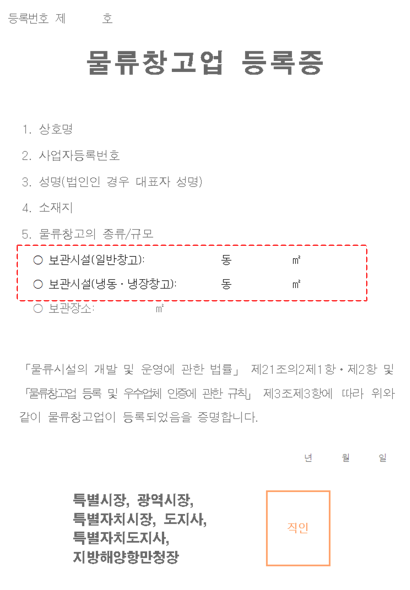 등록번호 제 호
물류창고업 등록증
1. 상호명
2. 사업자등록번호
3. 성명(법인인 경우 대표자 성명)
4. 소재지
5. 물류창고의 종류/규모
○ 보관시설(일반창고): 동 ㎡
○ 보관시설(냉동・냉장창고): 동 ㎡
○ 보관장소: ㎡
「물류시설의 개발 및 운영에 관한 법률」 제21조의2제1항・제2항 및
「물류창고업 등록 및 우수업체 인증에 관한 규칙」 제3조제3항에 따라 위와
같이 물류창고업이 등록되었음을 증명합니다.
년 월 일
특별시장, 광역시장,
특별자치시장, 도지사,
특별자치도지사,
지방해양항만청장
직인